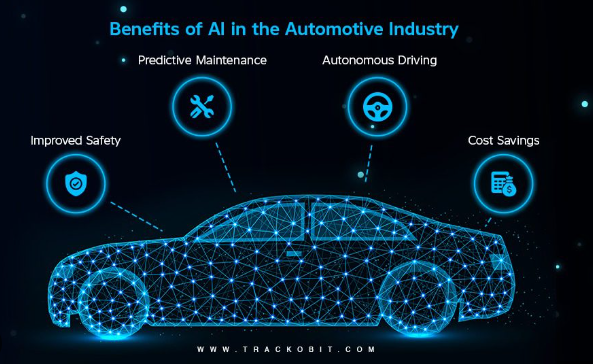 Benefits of AI in the Automotive Industry
Predictive Maintenance
Autonomous Driving
Improved Safety
Cost Savings
WWW.TRACKOBIT.COM